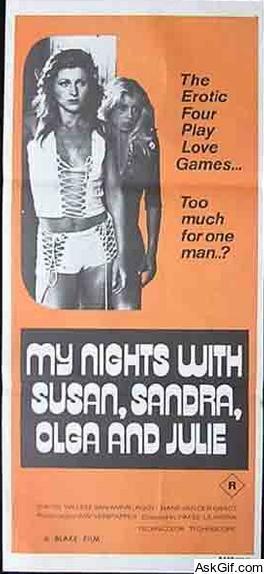 The
Erotic
Four
Play
Love
Games...
Too
much
for one
man..?
MY NIGHTS WITH
SUSAN, SANDRA,
OLGA AND JULIE
R
A BLAKE FILM
AskGif.com